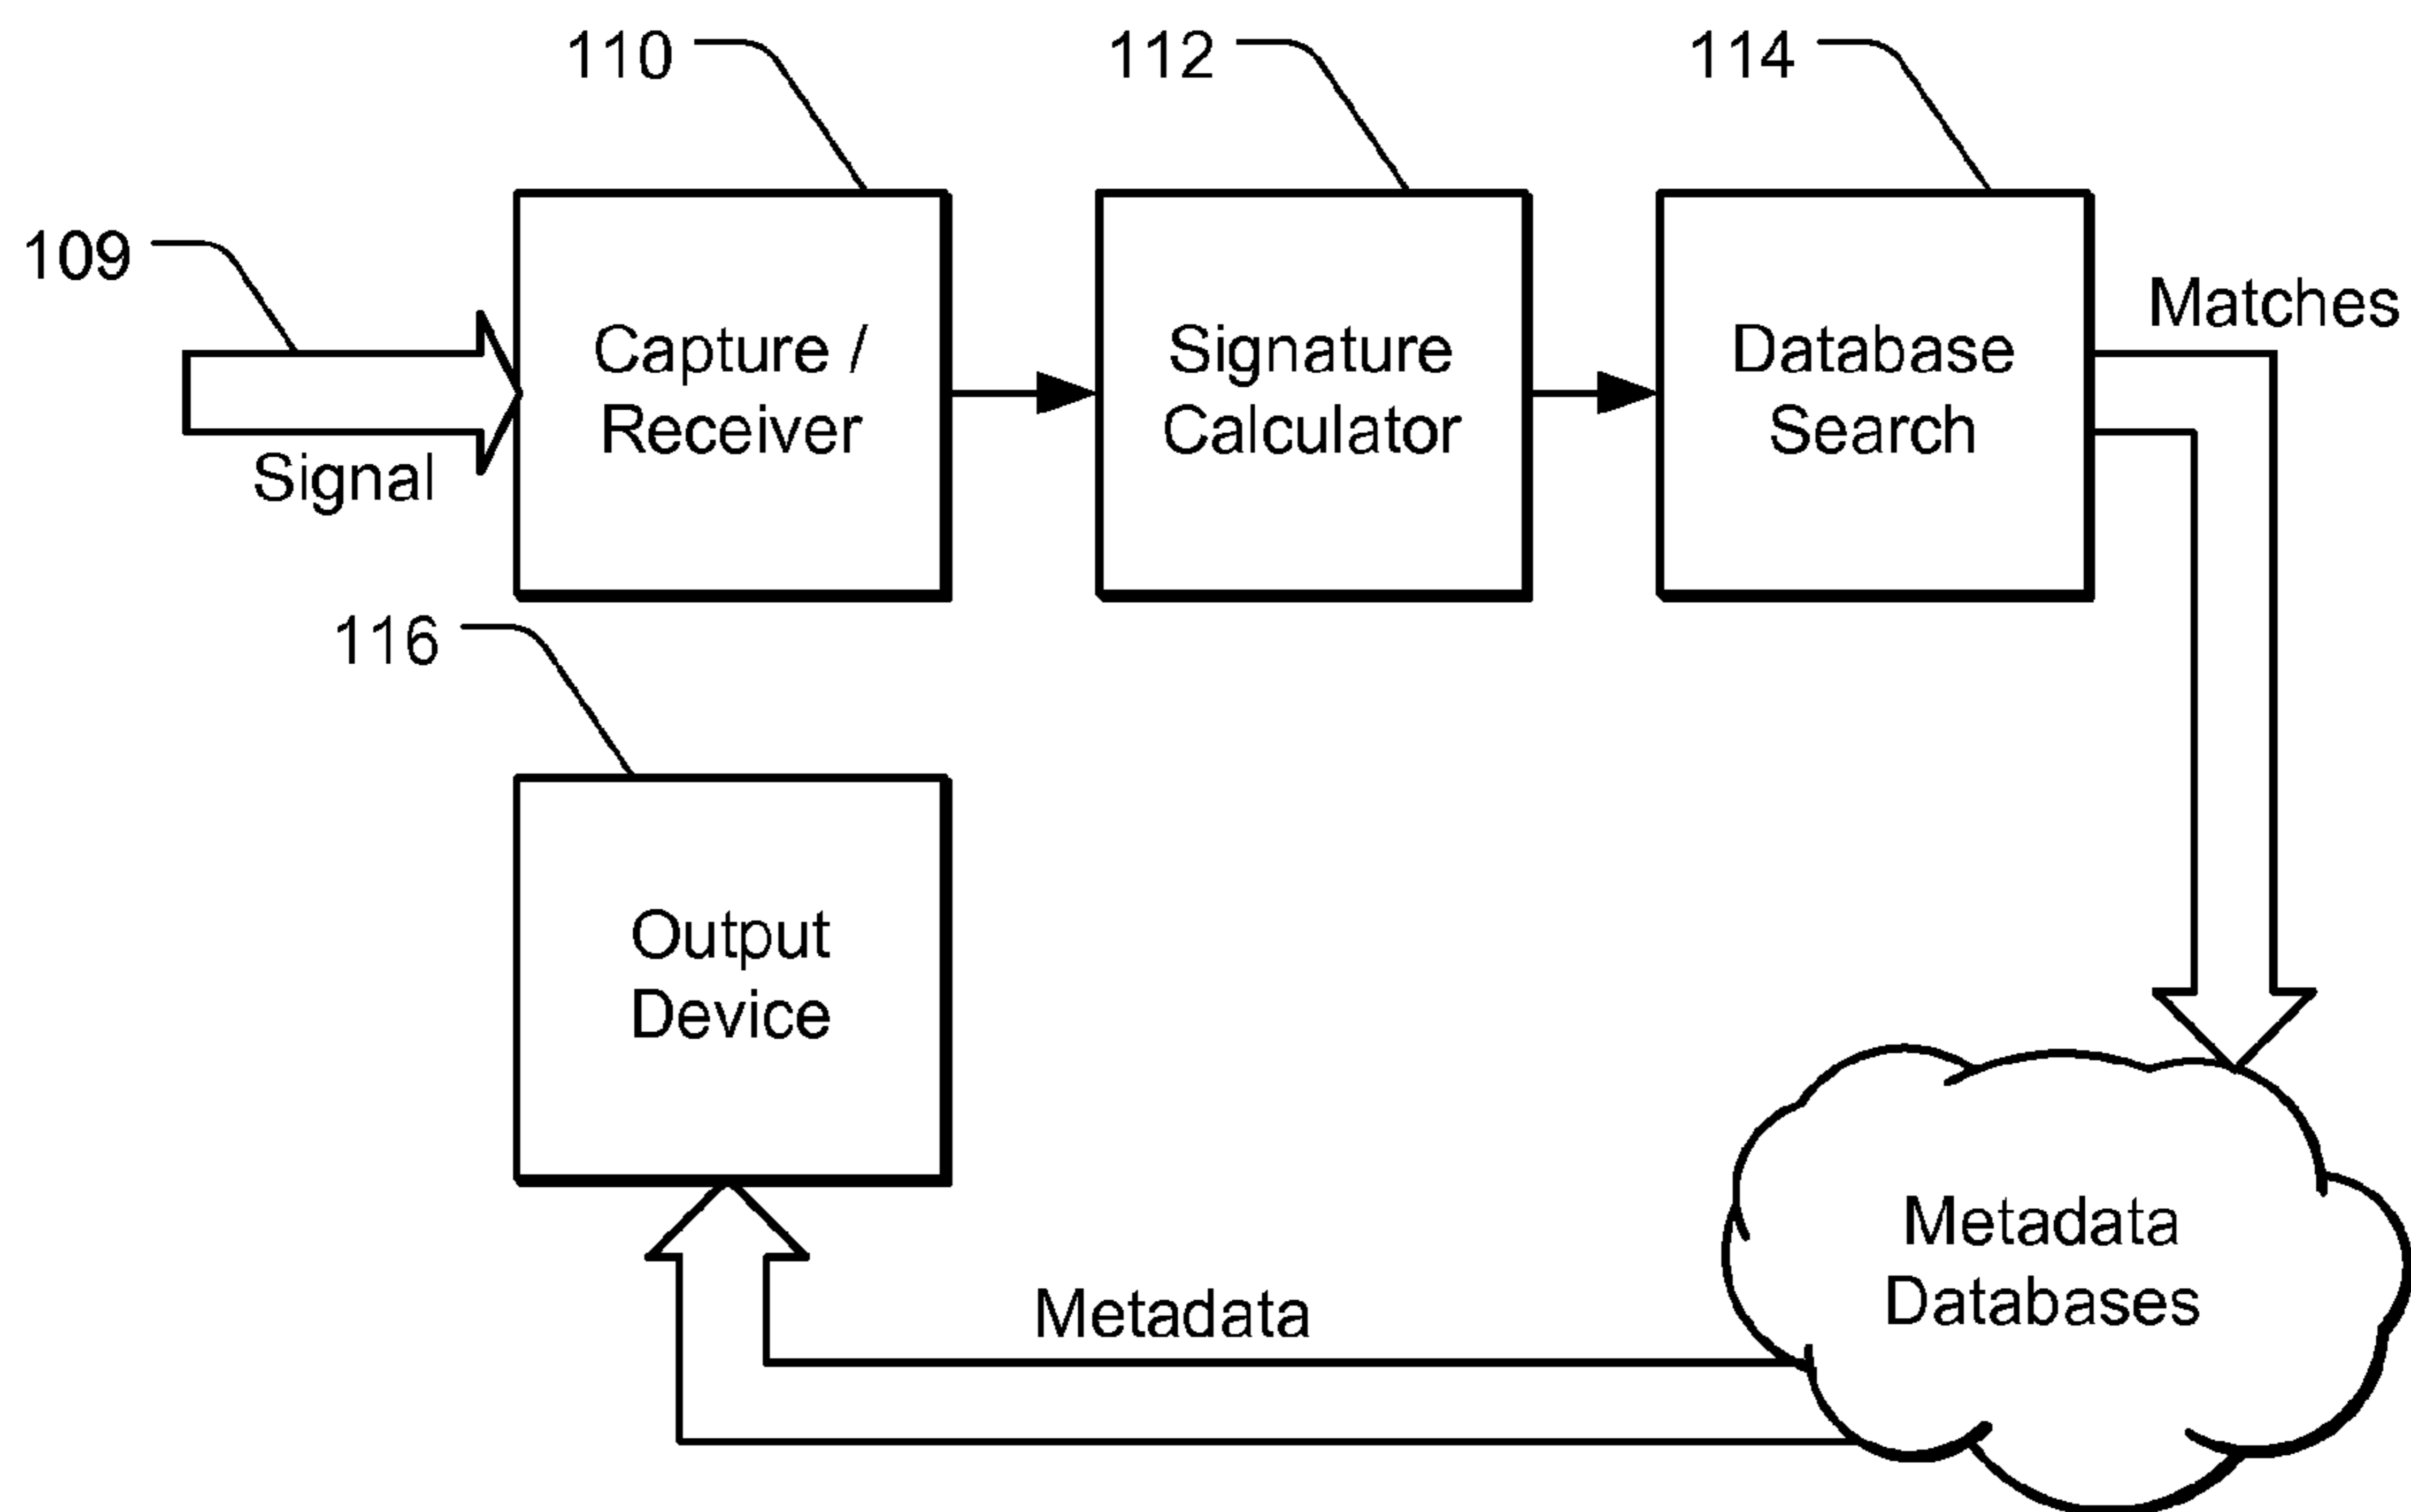 110
112
114
109
Capture /
Receiver
Signature
Calculator
Database
Search
Matches
Signal
116
Output
Device
Metadata
Databases
Metadata